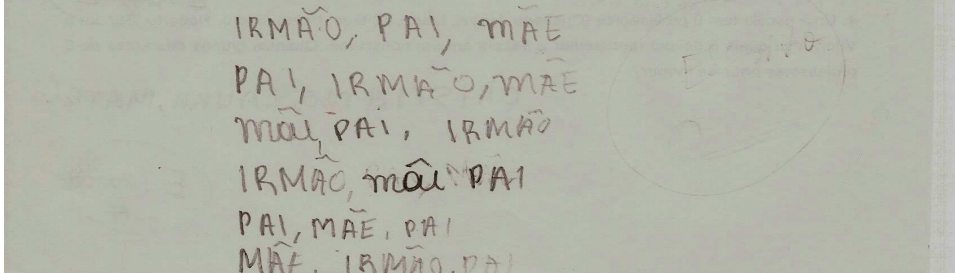 IRMÃO, PAI, MÃE
PAI, IRMÃO, MÃE
mãe, PAI, IRMÃO
IRMÃO, mãe PAI
PAI, MÃE, PAI
MÃE, IRMÃO, PAI